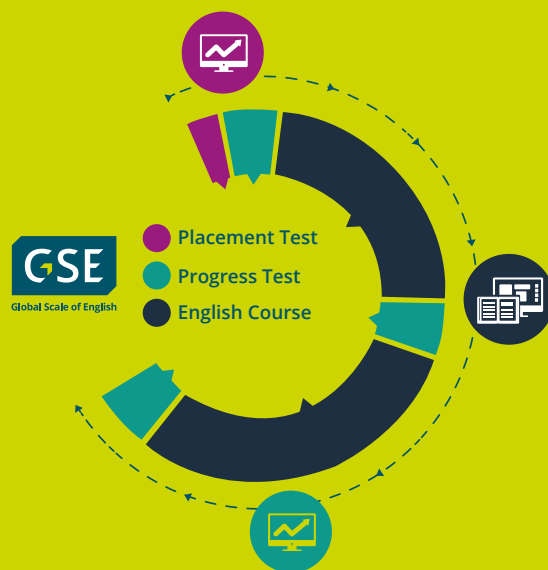 GSE
Global Scale of English
Placement Test
Progress Test
English Course